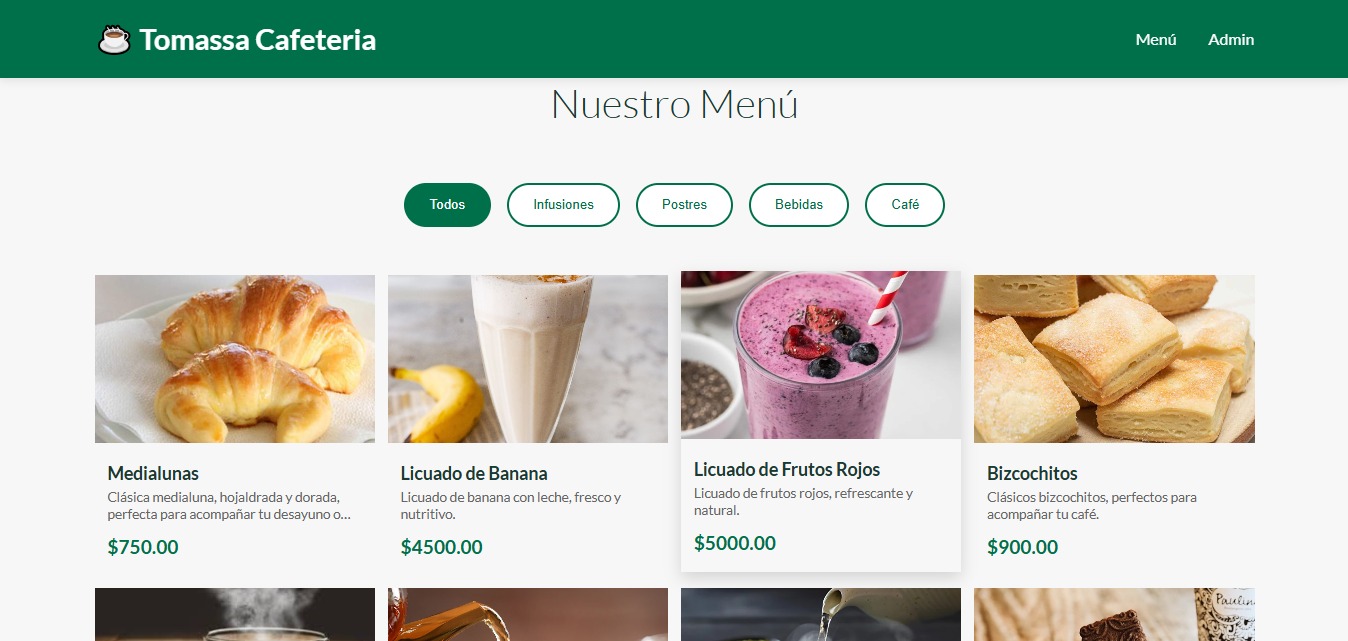 Tomassa Cafeteria
Menú
Admin
Nuestro Menú
Todos
Infusiones
Postres
Bebidas
Café
Medialunas
Clásica medialuna, hojaldrada y dorada,
perfecta para acompañar tu desayuno o...
$750.00
Licuado de Banana
Licuado de banana con leche, fresco y
nutritivo.
$4500.00
Licuado de Frutos Rojos
Licuado de frutos rojos, refrescante y
natural.
$5000.00
Bizcochitos
Clásicos bizcochitos, perfectos para
acompañar tu café.
$900.00